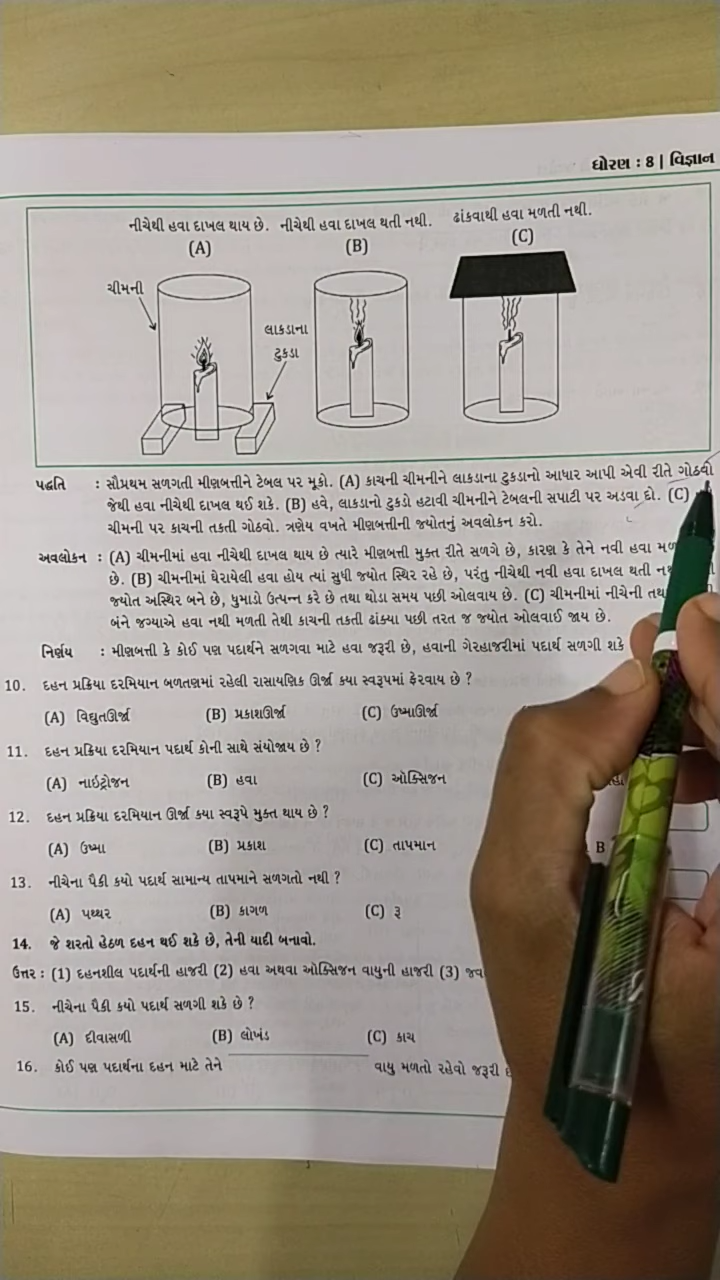 ધોરણ : 8 | વિજ્ઞાન
નીચેથી હવા દાખલ થાય છે. નીચેથી હવા દાખલ થતી નથી. ઢાંકવાથી હવા મળતી નથી.
(A) (B) (C)
ચીમની
લાકડાના
ટુકડા
પદ્ધતિ : સૌપ્રથમ સળગતી મીણબત્તીને ટેબલ પર મૂકો. (A) કાચની ચીમનીને લાકડાના ટુકડાનો આધાર આપી એવી રીતે ગોઠવો
જેથી હવા નીચેથી દાખલ થઈ શકે. (B) હવે, લાકડાનો ટુકડો હટાવી ચીમનીને ટેબલની સપાટી પર અડવા દો. (C)
ચીમની પર કાચની તકતી ગોઠવો. ત્રણેય વખતે મીણબત્તીની જ્યોતનું અવલોકન કરો.
અવલોકન : (A) ચીમનીમાં હવા નીચેથી દાખલ થાય છે ત્યારે મીણબત્તી મુક્ત રીતે સળગે છે, કારણ કે તેને નવી હવા
છે. (B) ચીમનીમાં ઘેરાયેલી હવા હોય ત્યાં સુધી જ્યોત સ્થિર રહે છે, પરંતુ નીચેથી નવી હવા દાખલ થતી
જ્યોત અસ્થિર બને છે, ધુમાડો ઉત્પન્ન કરે છે તથા થોડા સમય પછી ઓલવાય છે. (C) ચીમનીમાં નીચેની
બંને જગ્યાએ હવા નથી મળતી તેથી કાચની તકતી ઢાંક્યા પછી તરત જ જ્યોત ઓલવાઈ જાય છે.
નિર્ણય : મીણબત્તી કે કોઈ પણ પદાર્થને સળગવા માટે હવા જરૂરી છે, હવાની ગેરહાજરીમાં પદાર્થ સળગી શકે
10. દહન પ્રક્રિયા દરમિયાન બળતણમાં રહેલી રાસાયણિક ઊર્જા કયા સ્વરૂપમાં ફેરવાય છે ?
(A) વિદ્યુતઊર્જા (B) પ્રકાશઊર્જા (C) ઉષ્માઊર્જા
11. દહન પ્રક્રિયા દરમિયાન પદાર્થ કોની સાથે સંયોજાય છે ?
(A) નાઇટ્રોજન (B) હવા (C) ઓક્સિજન
12. દહન પ્રક્રિયા દરમિયાન ઊર્જા કયા સ્વરૂપે મુક્ત થાય છે ?
(A) ઉષ્મા (B) પ્રકાશ (C) તાપમાન B
13. નીચેના પૈકી કયો પદાર્થ સામાન્ય તાપમાને સળગતો નથી ?
(A) પથ્થર (B) કાગળ (C) રૂ
14. જે શરતો હેઠળ દહન થઈ શકે છે, તેની યાદી બનાવો.
ઉત્તર : (1) દહનશીલ પદાર્થની હાજરી (2) હવા અથવા ઓક્સિજન વાયુની હાજરી (3)
15. નીચેના પૈકી કયો પદાર્થ સળગી શકે છે ?
(A) દીવાસળી (B) લોખંડ (C) કાચ
16. કોઈ પણ પદાર્થના દહન માટે તેને ____________ વાયુ મળતો રહેવો જરૂરી